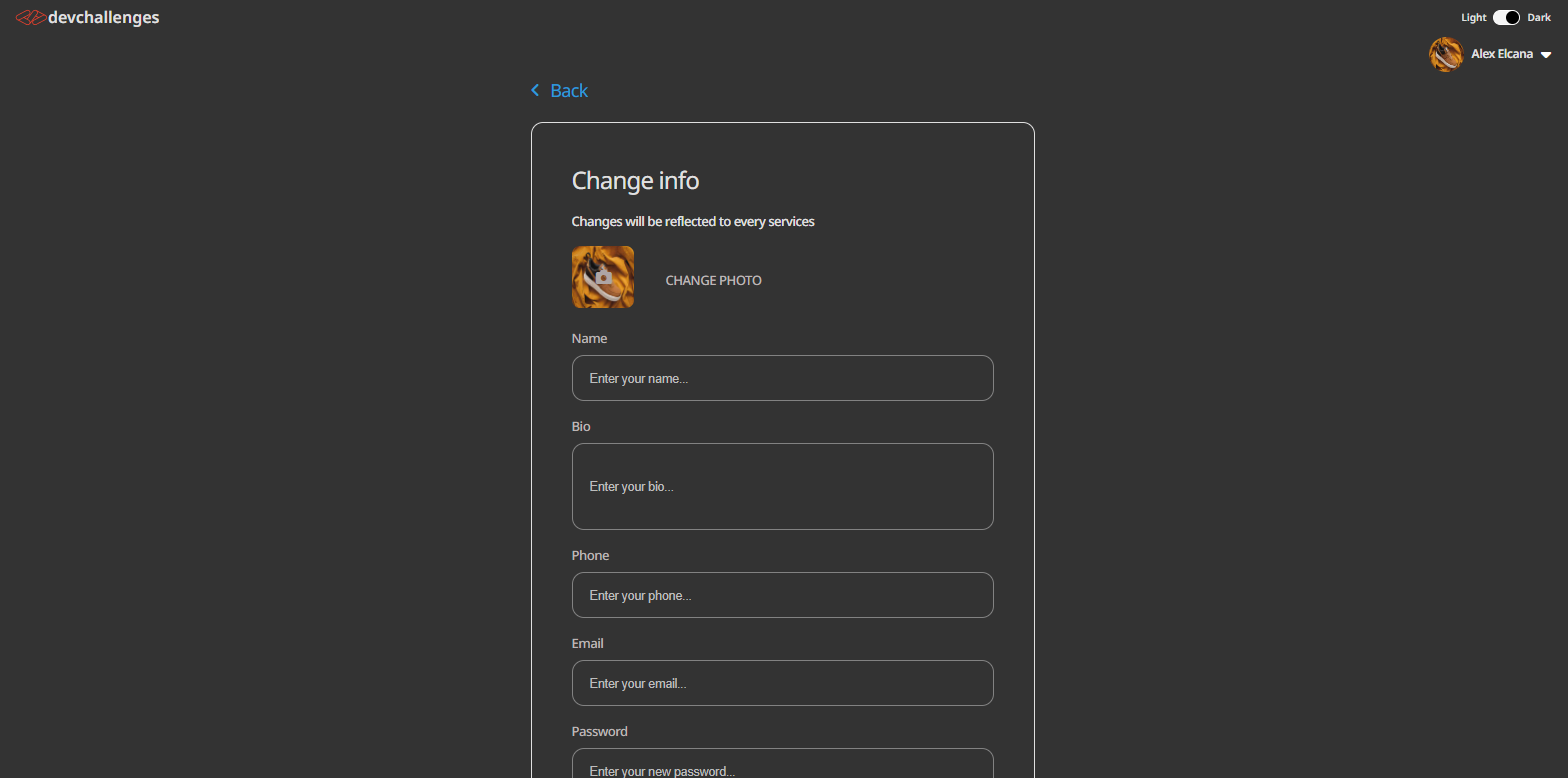 devchallenges
Light Dark
Alex Elcana
Back
Change info
Changes will be reflected to every services
CHANGE PHOTO
Name
Enter your name...
Bio
Enter your bio...
Phone
Enter your phone...
Email
Enter your email...
Password
Enter your new password...